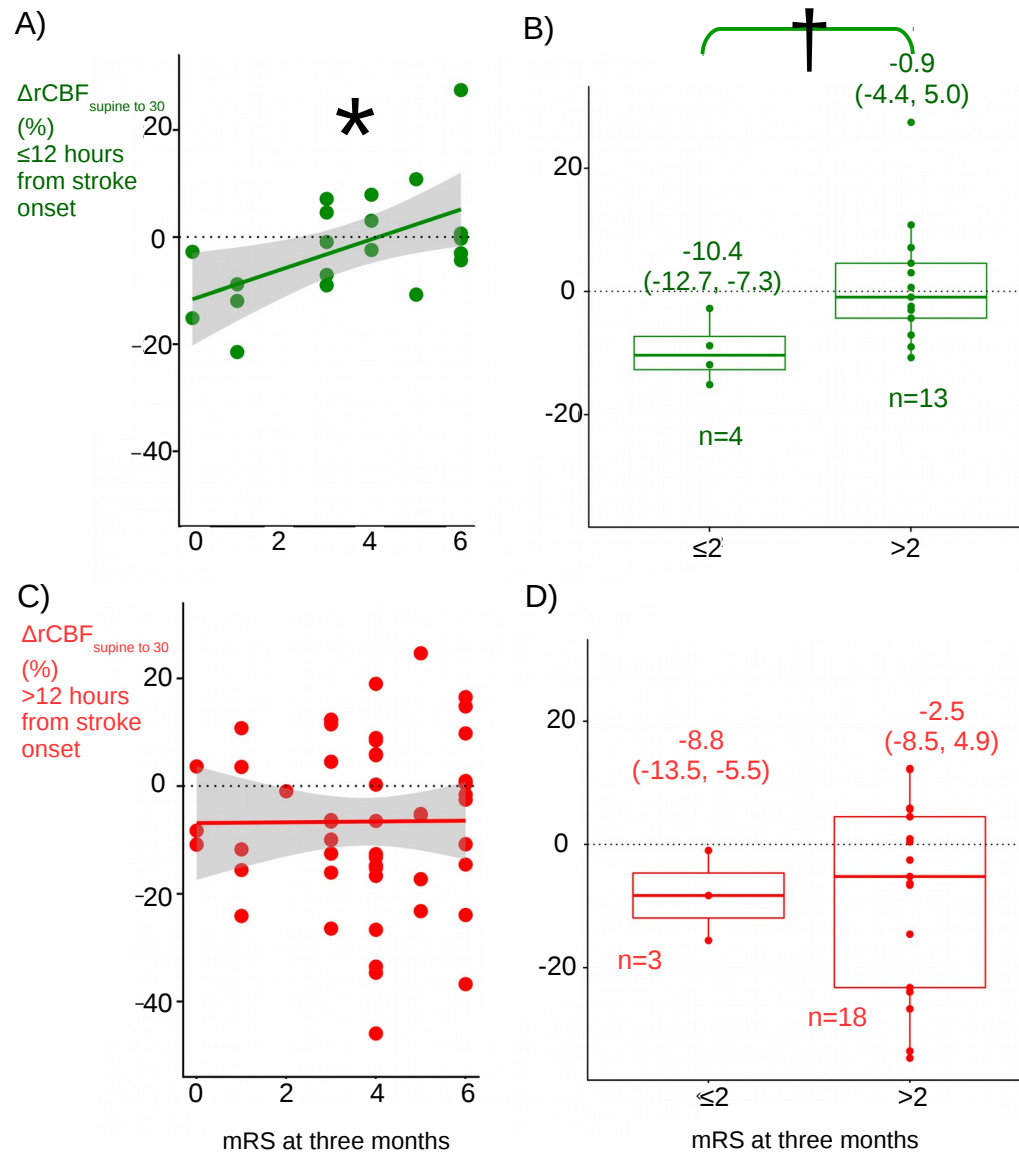 A)
ΔrCBF supine to 30
(%)
≤12 hours
from stroke
onset
20
0
−20
−40
*
0 2 4 6
B)
†
-0.9
(-4.4, 5.0)
-10.4
(-12.7, -7.3)
20
0
-20
n=4
n=13
≤2
>2
C)
ΔrCBF supine to 30
(%)
>12 hours
from stroke
onset
20
0
−20
−40
0 2 4 6
mRS at three months
D)
-8.8
(-13.5, -5.5)
-2.5
(-8.5, 4.9)
20
0
-20
n=3
n=18
≤2
>2
mRS at three months